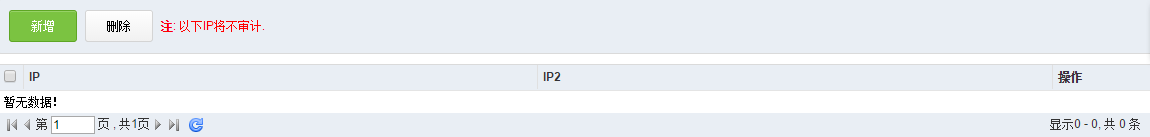 新增 删除 注: 以下IP将不审计.
IP IP2 操作
暂无数据!
第 1 页 , 共1页 显示0 - 0, 共 0 条